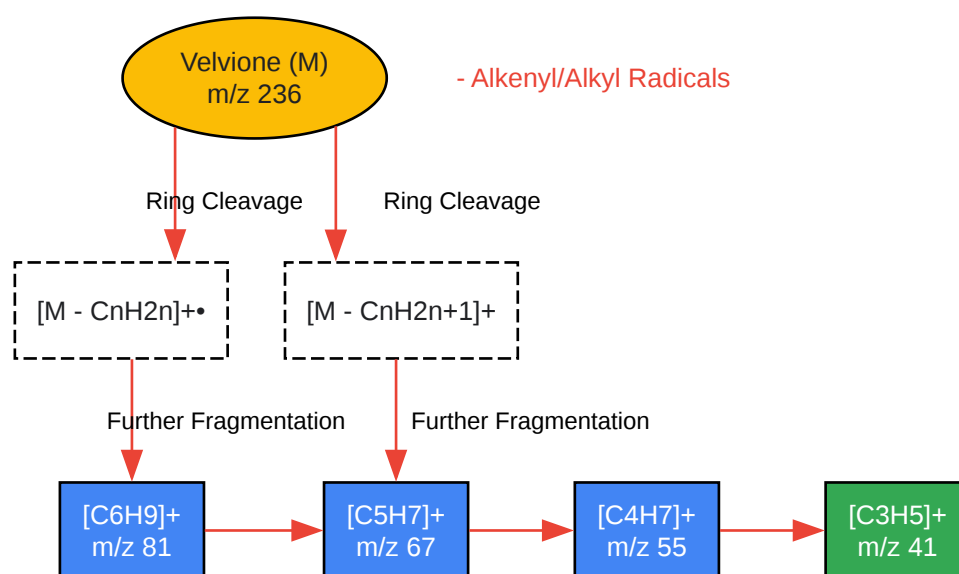 Velvione (M)
m/z 236
- Alkenyl/Alkyl Radicals
Ring Cleavage
Ring Cleavage
[M - CnH2n]+•
[M - CnH2n+1]+
Further Fragmentation
Further Fragmentation
[C6H9]+
m/z 81
[C5H7]+
m/z 67
[C4H7]+
m/z 55
[C3H5]+
m/z 41